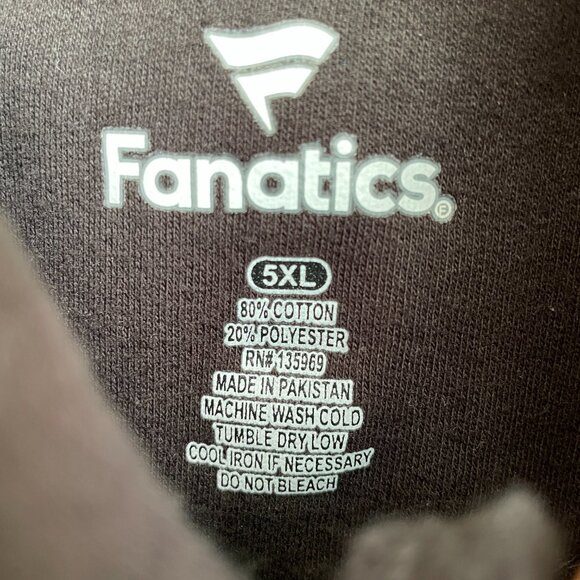 Fanatics
5XL
80% COTTON
20% POLYESTER
RN# 135969
MADE IN PAKISTAN
MACHINE WASH COLD
TUMBLE DRY LOW
COOL IRON IF NECESSARY
DO NOT BLEACH